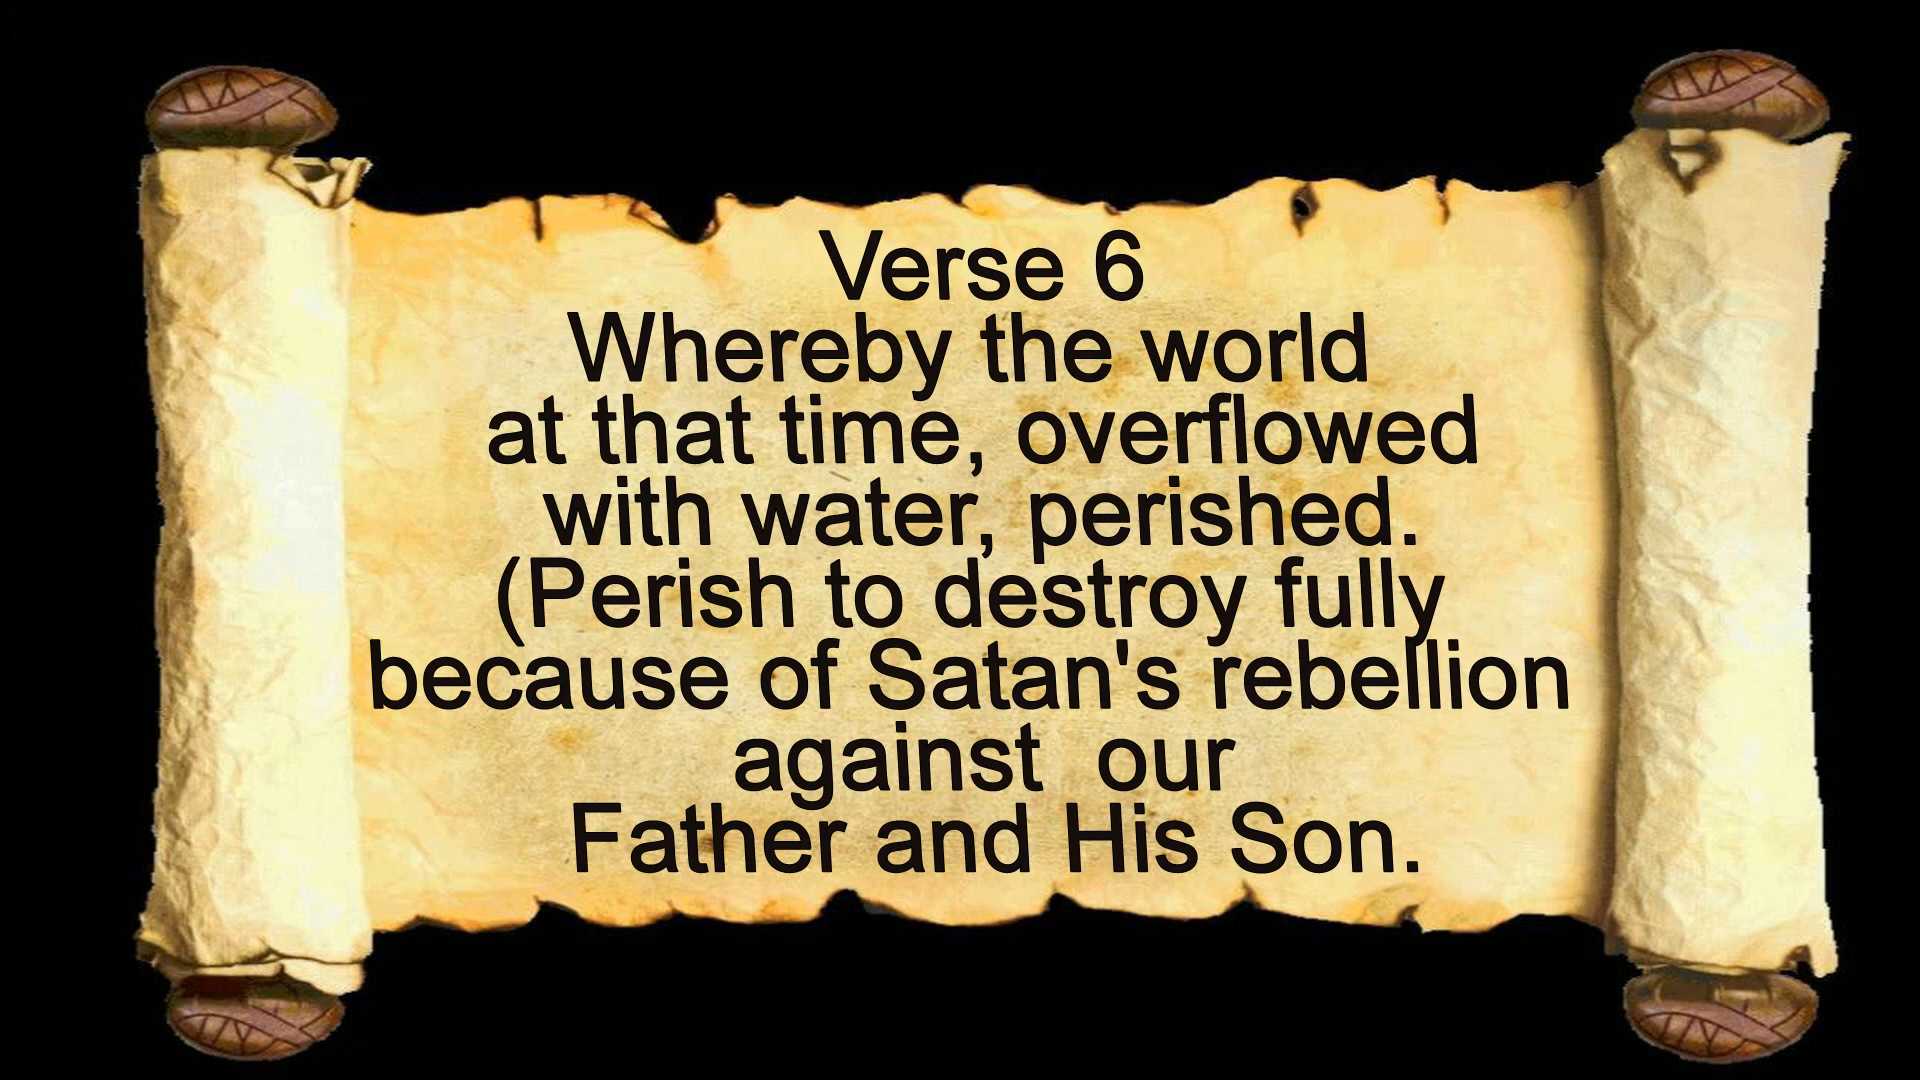 Verse 6
Whereby the world
at that time, overflowed
with water, perished.
(Perish to destroy fully
because of Satan's rebellion
against  our
Father and His Son.